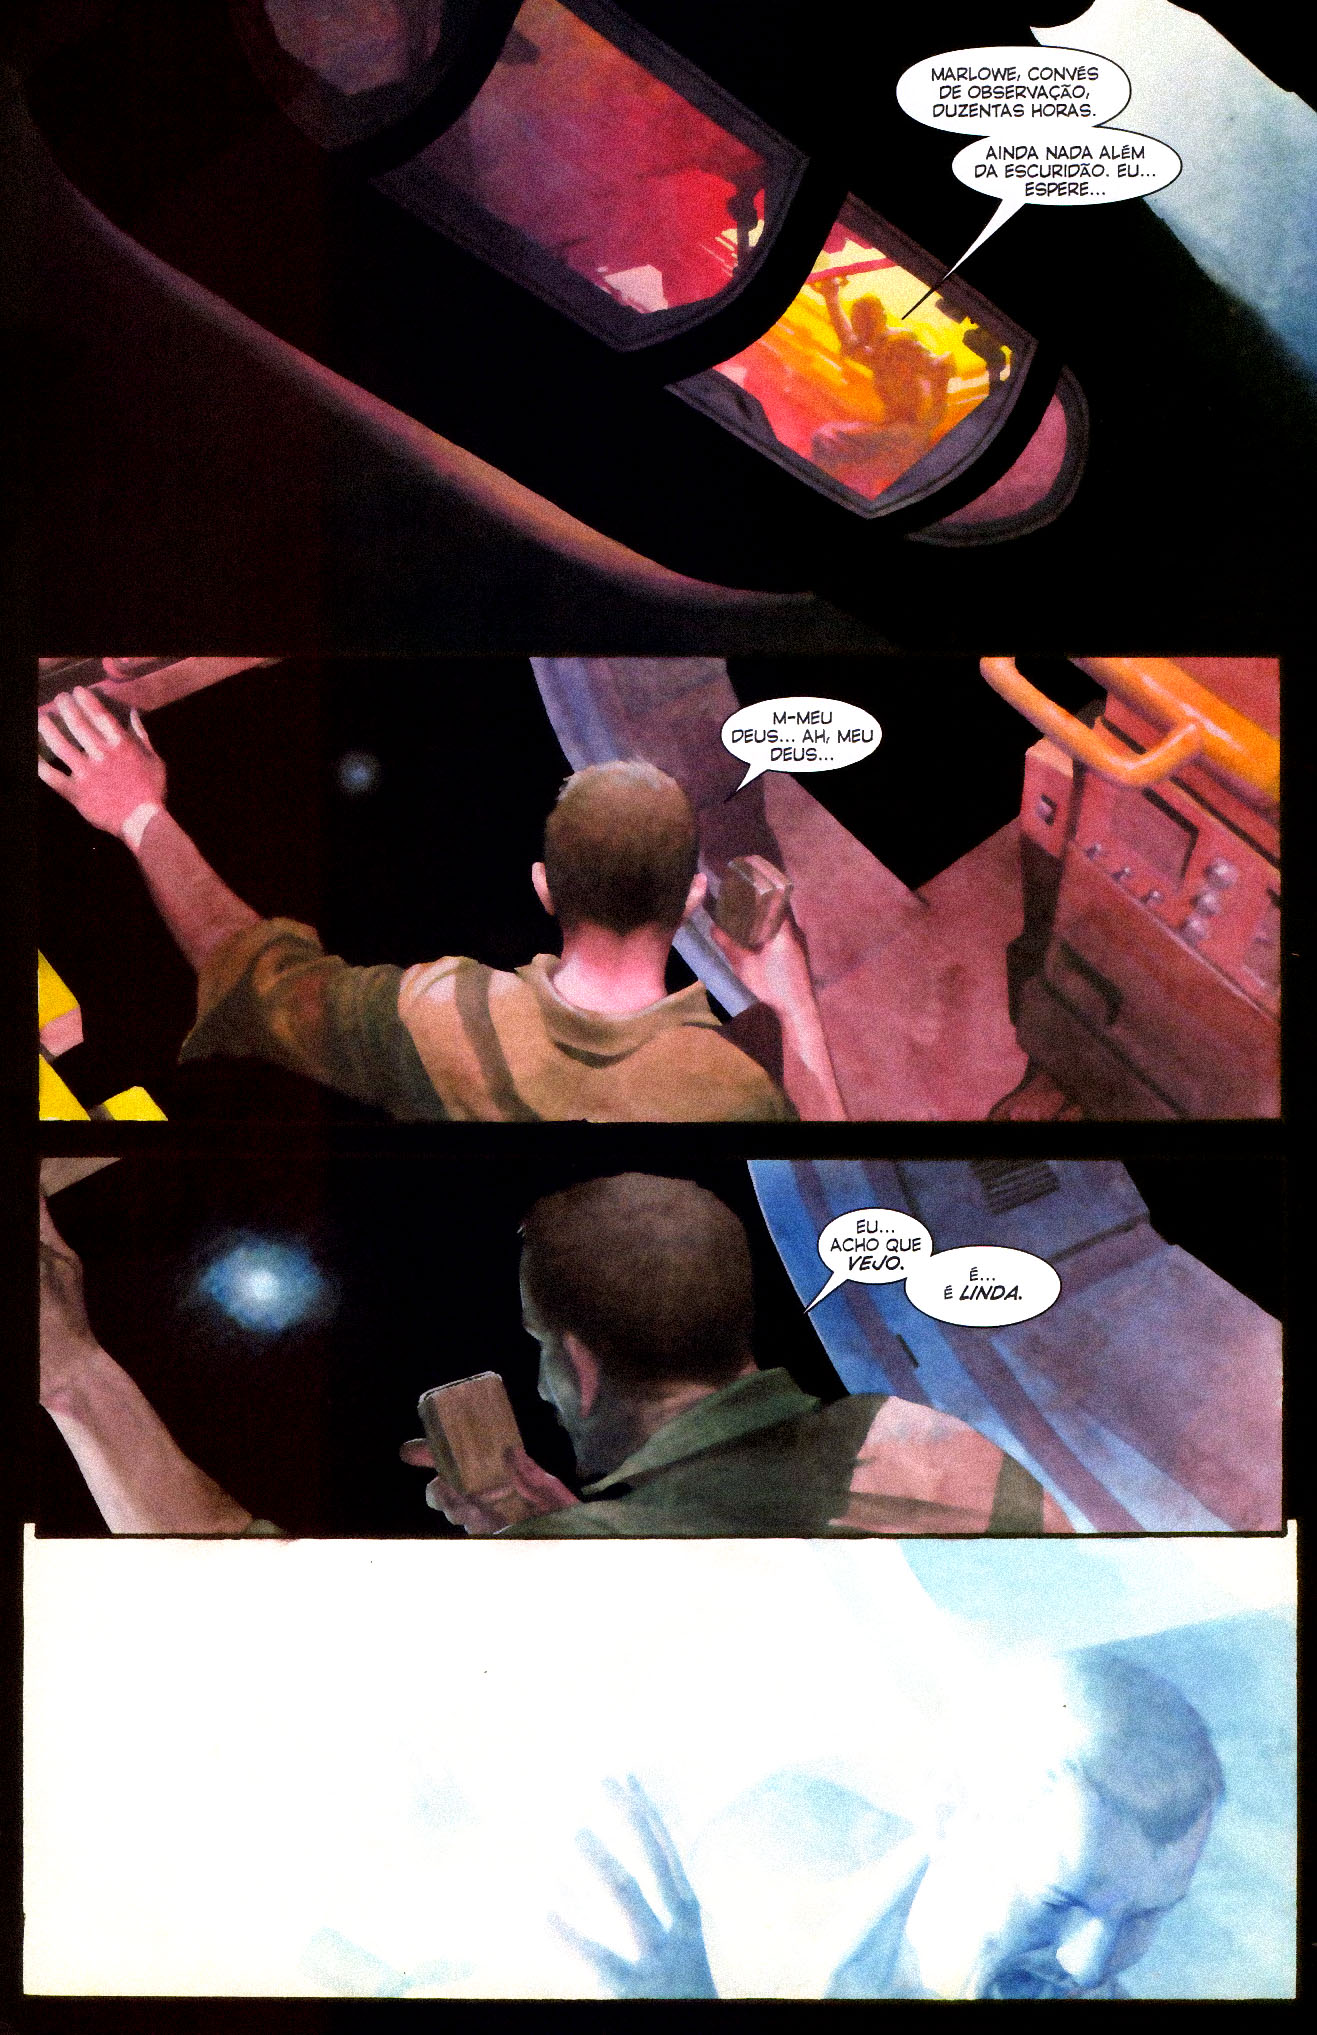 MARLOWE, CONVÉS
DE OBSERVAÇÃO,
DUZENTAS HORAS.
AINDA NADA ALÉM
DA ESCURIDÃO. EU...
ESPERE...
M-MEU
DEUS... AH, MEU
DEUS...
EU...
ACHO QUE
VEJO.
É...
É LINDA.